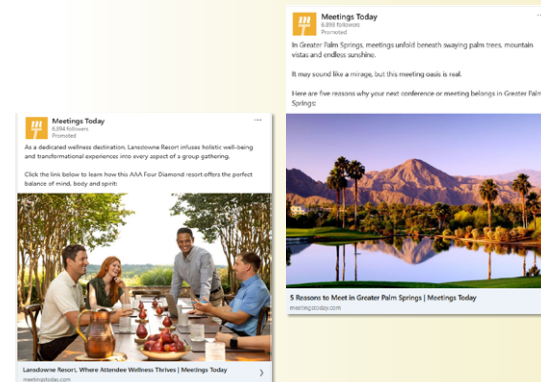 Meetings Today
6,894 followers
Promoted
As a dedicated wellness destination, Lansdowne Resort infuses holistic well-being
and transformational experiences into every aspect of a group gathering.
Click the link below to learn how this AAA Four Diamond resort offers the perfect
balance of mind, body and spirit:
Lansdowne Resort, Where Attendee Wellness Thrives | Meetings Today
meetingstoday.com
Meetings Today
6,898 followers
Promoted
In Greater Palm Springs, meetings unfold beneath swaying palm trees, mountain
vistas and endless sunshine.
It may sound like a mirage, but this meeting oasis is real.
Here are five reasons why your next conference or meeting belongs in Greater Palm
Springs:
5 Reasons to Meet in Greater Palm Springs | Meetings Today
meetingstoday.com